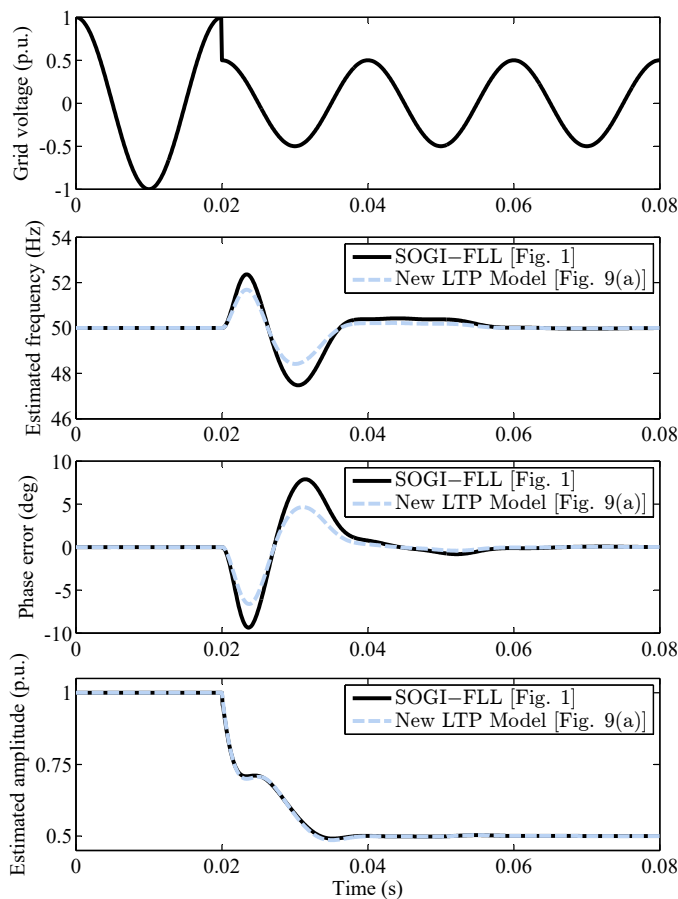 Grid voltage (p.u.)
1
0.5
0
-0.5
-1
0 0.02 0.04 0.06 0.08
Estimated frequency (Hz)
54
52
50
48
46
SOGI−FLL [Fig. 1]
New LTP Model [Fig. 9(a)]
0 0.02 0.04 0.06 0.08
Phase error (deg)
10
5
0
-5
-10
SOGI−FLL [Fig. 1]
New LTP Model [Fig. 9(a)]
0 0.02 0.04 0.06 0.08
Estimated amplitude (p.u.)
1
0.75
0.5
SOGI−FLL [Fig. 1]
New LTP Model [Fig. 9(a)]
0 0.02 0.04 0.06 0.08
Time (s)